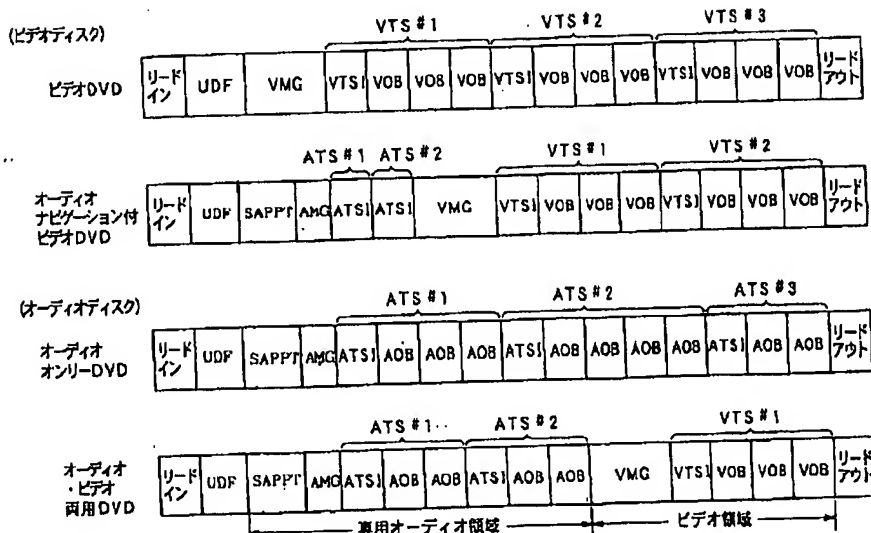 (ビデオディスク)
VTS#1 VTS#2 VTS#3
ビデオDVD
リードイン UDF VMG VTSI VOB VOB VOB VTSI VOB VOB VOB VTSI VOB VOB VOB リードアウト
ATS#1 ATS#2 VTS#1 VTS#2
オーディオ
ナビゲーション付
ビデオDVD
リードイン UDF SAPPT AMG ATSI ATSI VMG VTSI VOB VOB VOB VTSI VOB VOB VOB リードアウト
(オーディオディスク)
ATS#1 ATS#2 ATS#3
オーディオ
オンリーDVD
リードイン UDF SAPPT AMG ATSI AOB AOB AOB ATSI AOB AOB AOB AOB ATSI AOB AOB リードアウト
ATS#1 ATS#2 VTS#1
オーディオ
・ビデオ
両用DVD
リードイン UDF SAPPT AMG ATSI AOB AOB ATSI AOB AOB VMG VTSI VOB VOB VOB リードアウト
専用オーディオ領域 ビデオ領域